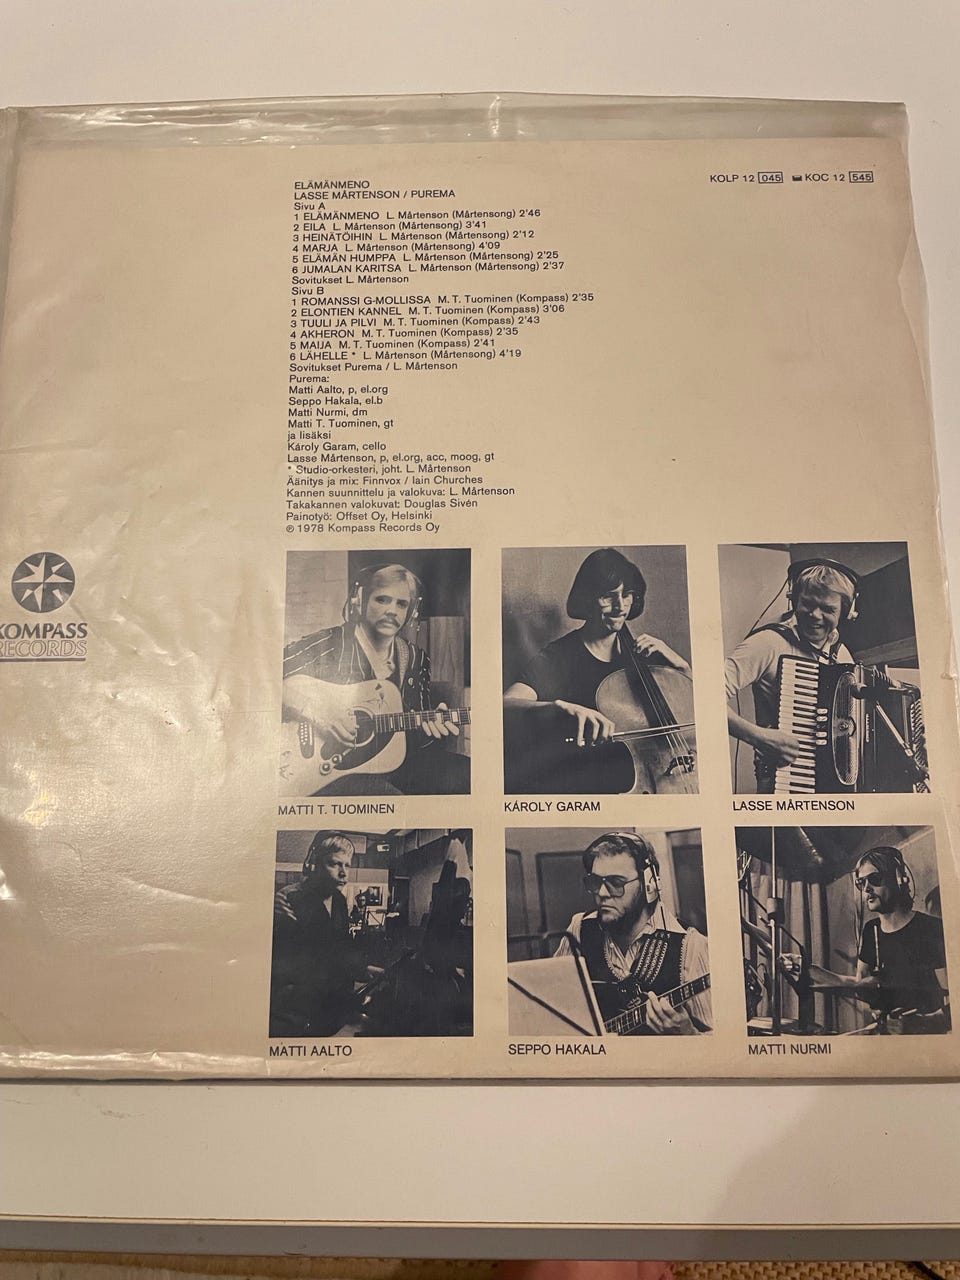 ELÄMÄNMENO
LASSE MÅRTENSON / PUREMA
Sivu A
1 ELÄMÄNMENO L. Mårtenson (Mårtensong) 2'46
2 EILA L. Mårtenson (Mårtensong) 3'41
3 HEINÄTÖIHIN L. Mårtenson (Mårtensong) 2'12
4 MARJA L. Mårtenson (Mårtensong) 4'09
5 ELÄMÄN HUMPPA L. Mårtenson (Mårtensong) 2'25
6 JUMALAN KARITSA L. Mårtenson (Mårtensong) 2'37
Sovitukset L. Mårtenson
Sivu B
1 ROMANSSI G-MOLLISSA M. T. Tuominen (Kompass) 2'35
2 ELONTIEN KANNEL M. T. Tuominen (Kompass) 3'06
3 TUULI JA PILVI M. T. Tuominen (Kompass) 2'43
4 AKHERON M. T. Tuominen (Kompass) 2'35
5 MAIJA M. T. Tuominen (Kompass) 2'41
6 LÄHELLE * L. Mårtenson (Mårtensong) 4'19
Sovitukset Purema / L. Mårtenson
Purema:
Matti Aalto, p, el.org
Seppo Hakala, el.b
Matti Nurmi, dm
Matti T. Tuominen, gt
ja lisäksi
Károly Garam, cello
Lasse Mårtenson, p, el.org, acc, moog, gt
* Studio-orkesteri, joht. L. Mårtenson
Äänitys ja mix: Finnvox / Iain Churches
Kannen suunnittelu ja valokuva: L. Mårtenson
Takakannen valokuvat: Douglas Sivén
Painotyö: Offset Oy, Helsinki
℗ 1978 Kompass Records Oy
KOLP 12 045 KOC 12 545
KOMPASS
RECORDS
MATTI T. TUOMINEN
KÁROLY GARAM
LASSE MÅRTENSON
MATTI AALTO
SEPPO HAKALA
MATTI NURMI